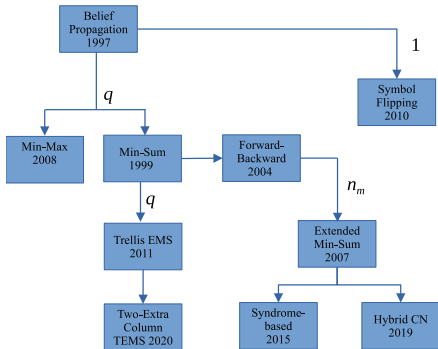 Belief
Propagation
1997
1
q
Symbol
Flipping
2010
Min-Max
2008
Min-Sum
1999
Forward-
Backward
2004
q
n_m
Trellis EMS
2011
Extended
Min-Sum
2007
Two-Extra
Column
TEMS 2020
Syndrome-
based
2015
Hybrid CN
2019